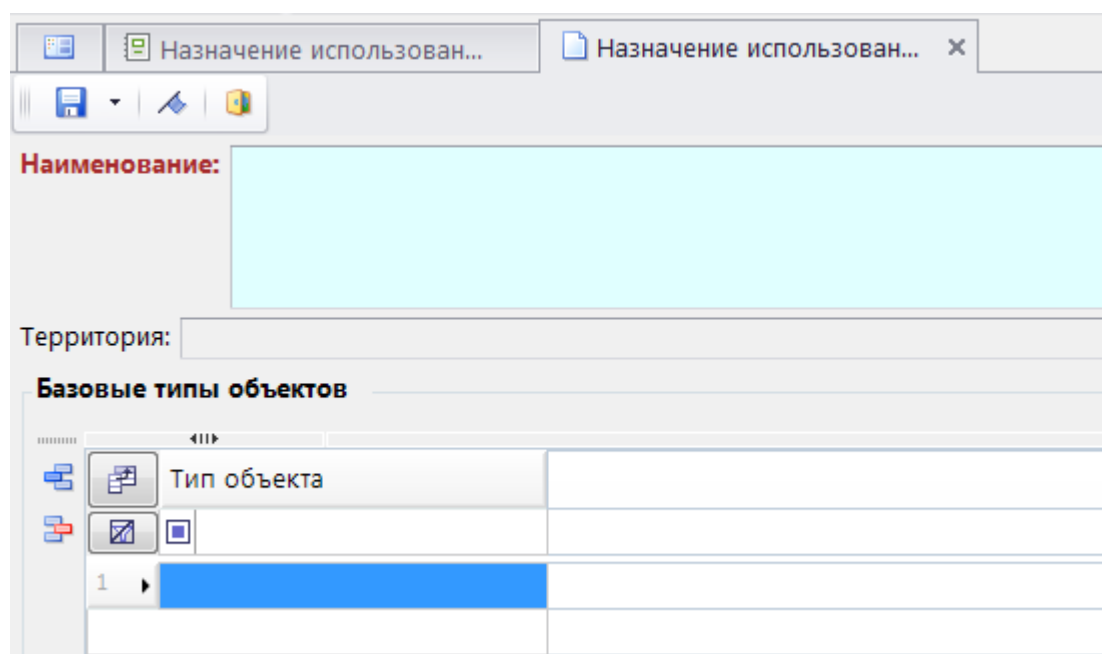 Назначение использован... Назначение использован...
Наименование:
Территория:
Базовые типы объектов
Тип объекта
1